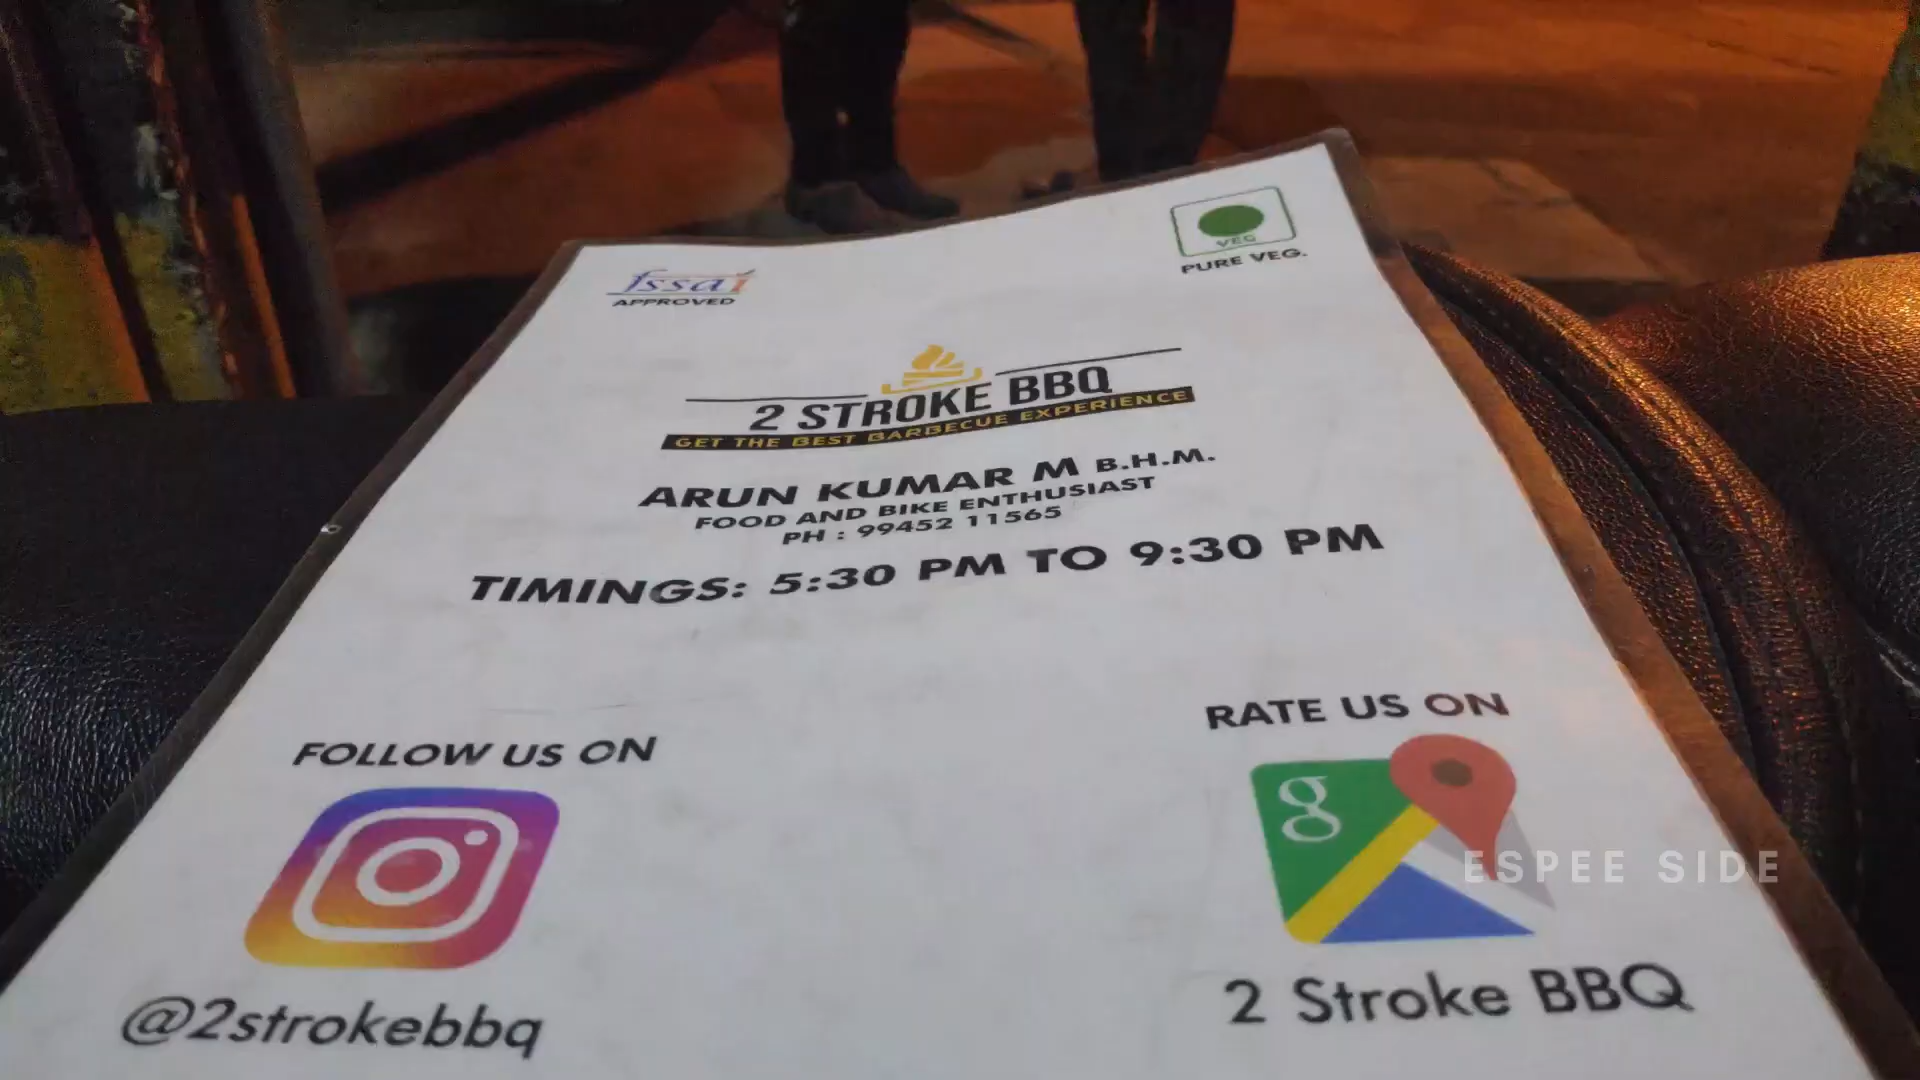 fssai
APPROVED
VEG
PURE VEG.
2 STROKE BBQ
GET THE BEST BARBECUE EXPERIENCE
ARUN KUMAR M B.H.M.
FOOD AND BIKE ENTHUSIAST
PH : 99452 11565
TIMINGS: 5:30 PM TO 9:30 PM
FOLLOW US ON
@2strokebbq
RATE US ON
g
2 Stroke BBQ
ESPEE SIDE